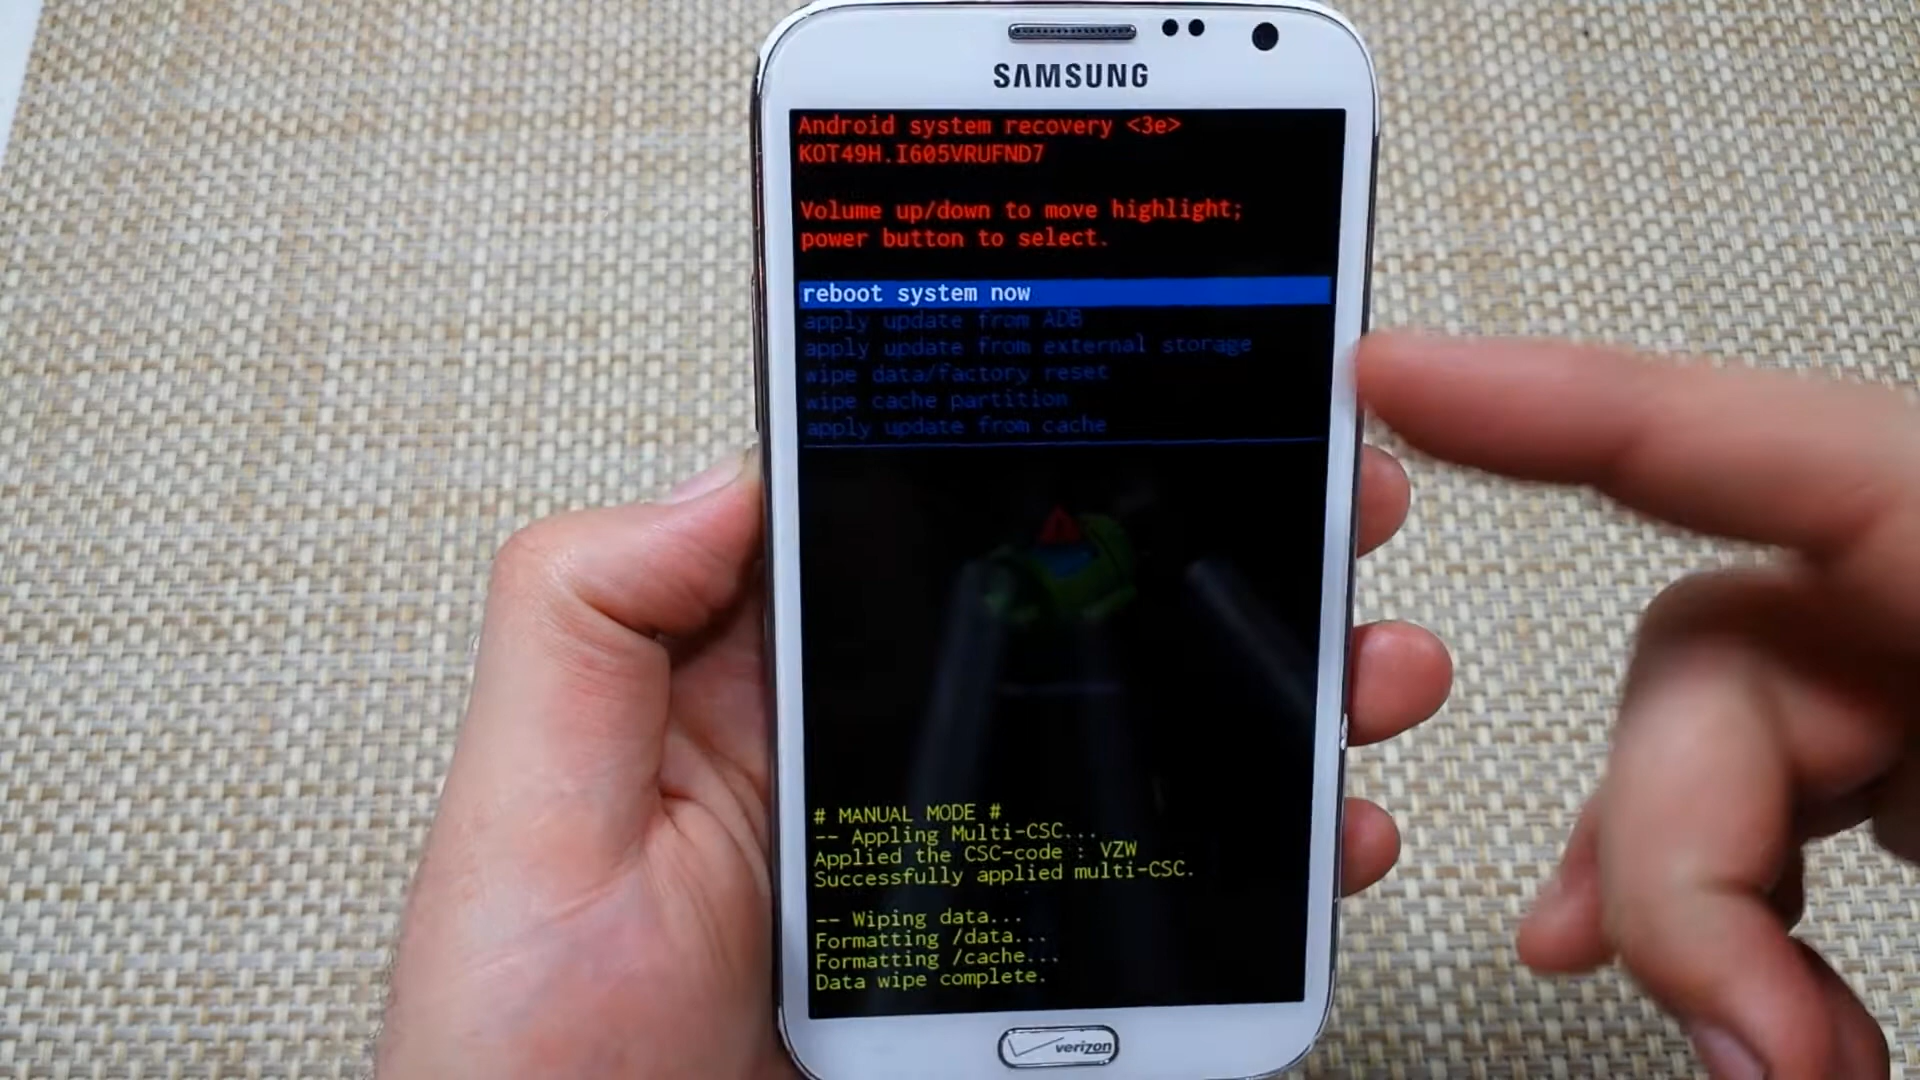 SAMSUNG
Android system recovery <3e>
KOT49H.I605VRUFND7
Volume up/down to move highlight;
power button to select.
reboot system now
apply update from ADB
apply update from external storage
wipe data/factory reset
wipe cache partition
apply update from cache
# MANUAL MODE #
-- Appling Multi-CSC...
Applied the CSC-code : VZW
Successfully applied multi-CSC.
-- Wiping data...
Formatting /data...
Formatting /cache...
Data wipe complete.
verizon